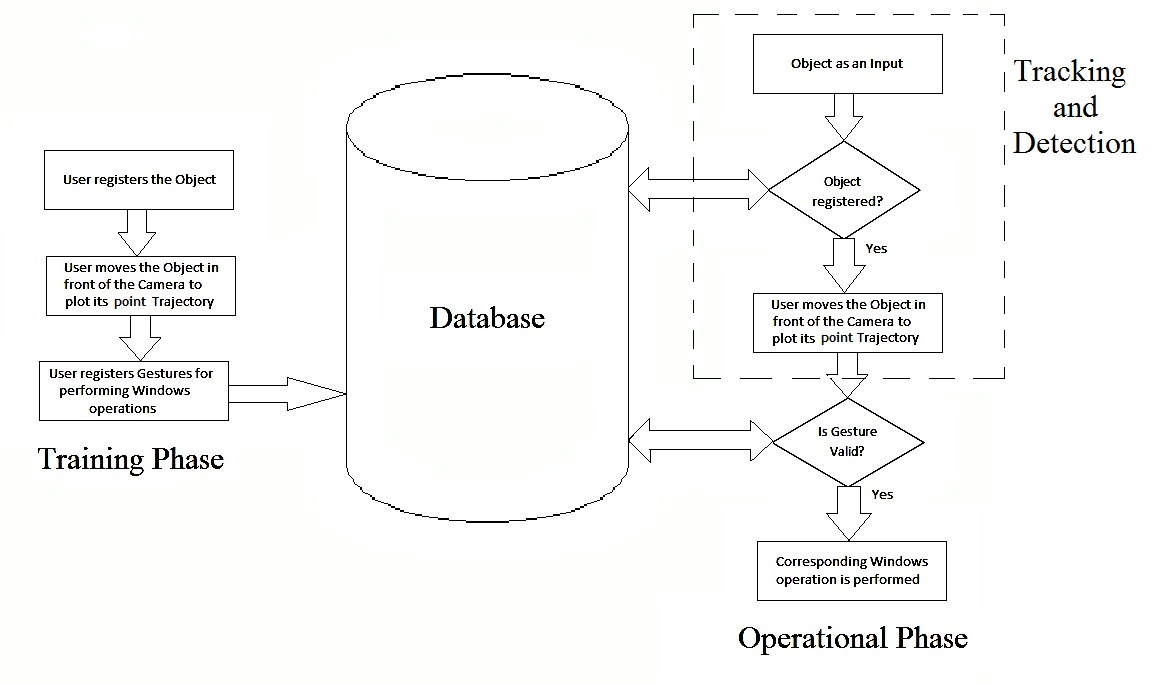 User registers the Object
User moves the Object in
front of the Camera to
plot its point Trajectory
User registers Gestures for
performing Windows
operations
Training Phase
Database
Object as an Input
Object
registered?
Yes
User moves the Object in
front of the Camera to
plot its point Trajectory
Tracking
and
Detection
Is Gesture
Valid?
Yes
Corresponding Windows
operation is performed
Operational Phase